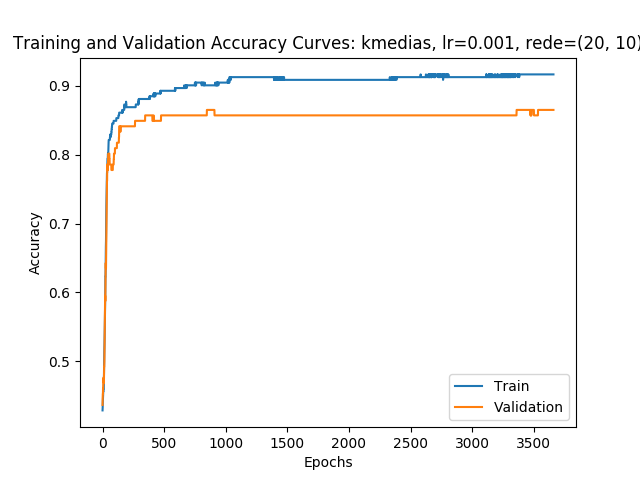 Training and Validation Accuracy Curves: kmedias, lr=0.001, rede=(20, 10)
0.9
0.8
0.7
0.6
0.5
Accuracy
0 500 1000 1500 2000 2500 3000 3500
Epochs
Train
Validation